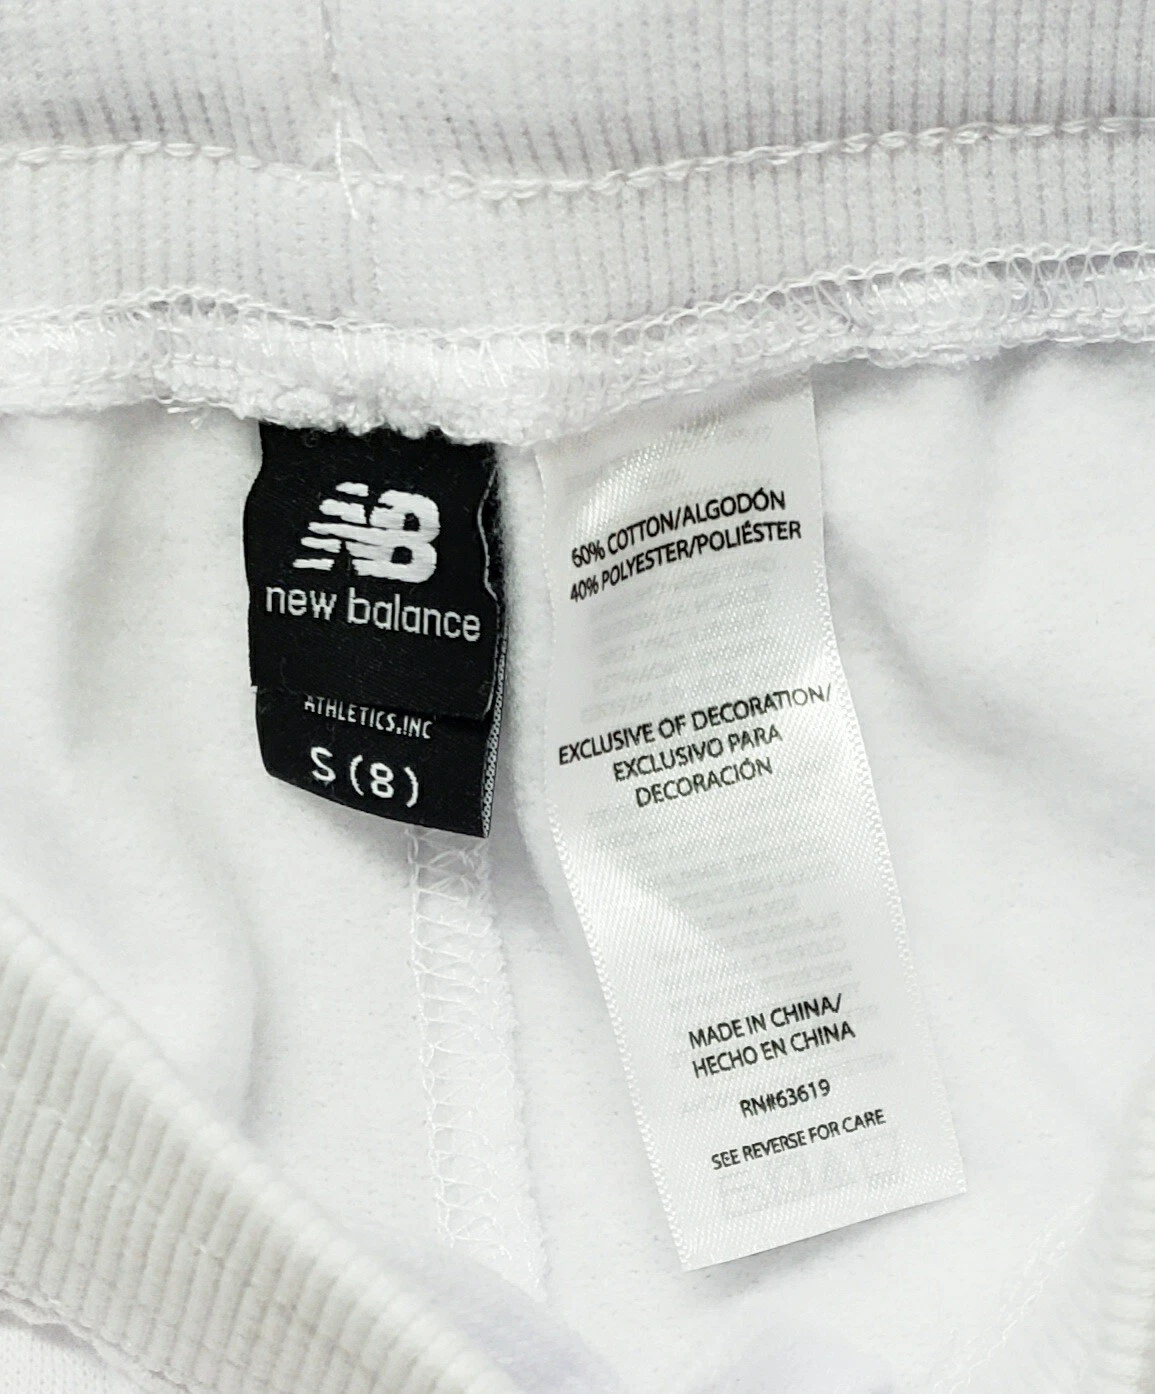 NB
new balance
ATHLETICS.INC
S (8)
60% COTTON/ALGODÓN
40% POLYESTER/POLIÉSTER
EXCLUSIVE OF DECORATION/
EXCLUSIVO PARA
DECORACIÓN
MADE IN CHINA/
HECHO EN CHINA
RN#63619
SEE REVERSE FOR CARE